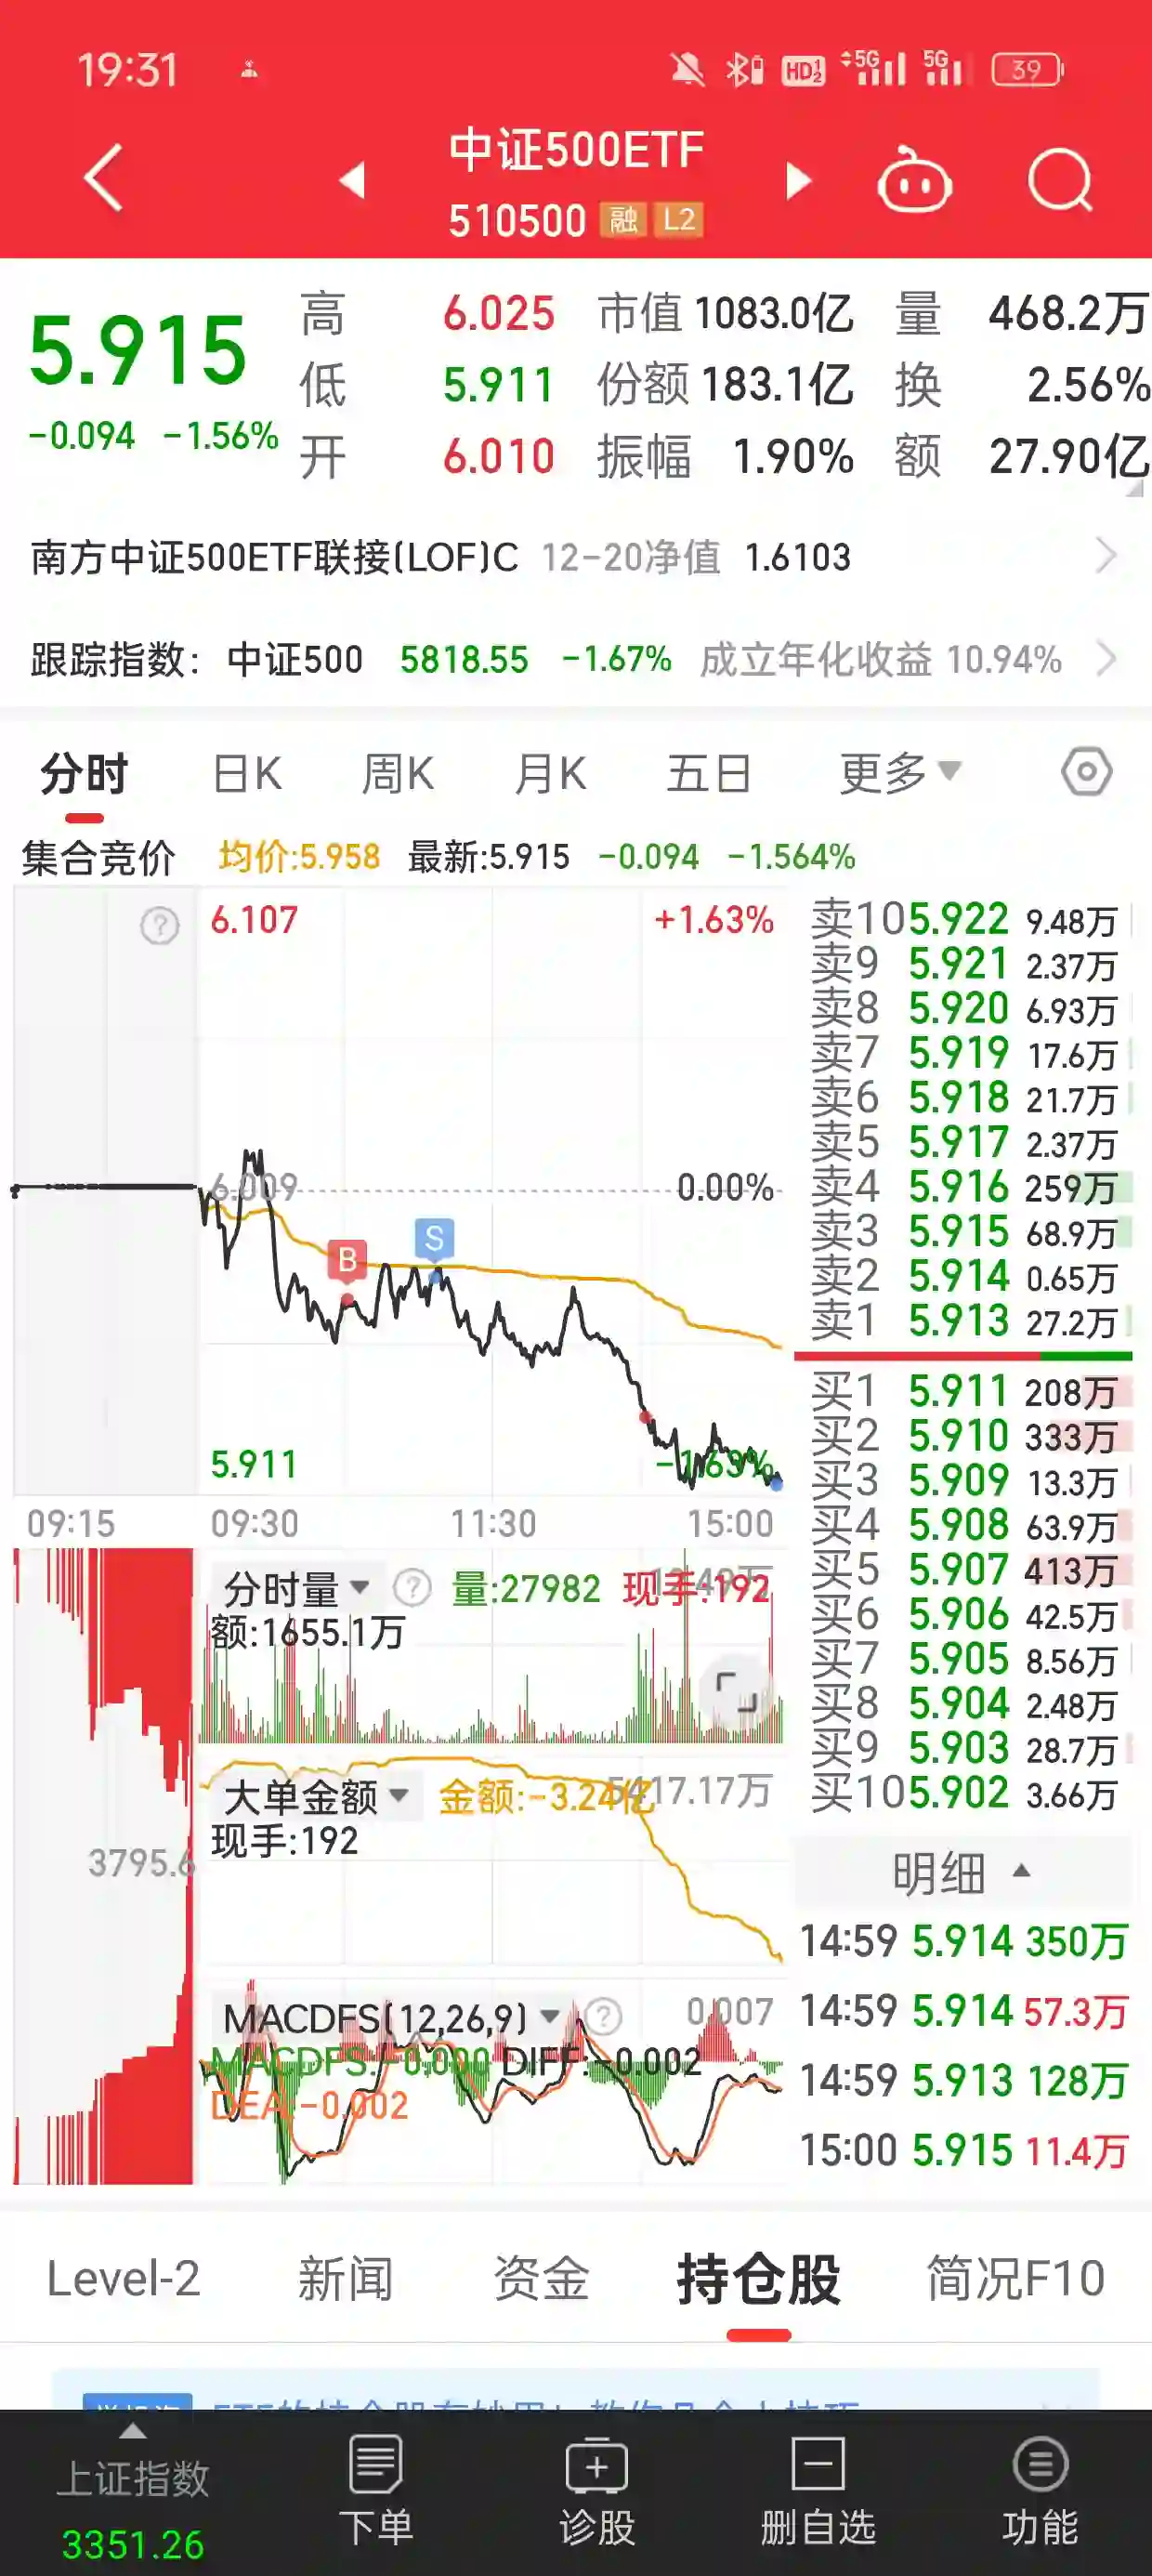 19:31 HD 1 2 5G 5G 39
中证500ETF
510500 融 L2
5.915
-0.094 -1.56%
高 6.025 市值 1083.0亿 量 468.2万
低 5.911 份额 183.1亿 换 2.56%
开 6.010 振幅 1.90% 额 27.90亿
南方中证500ETF联接(LOF)C 12-20净值 1.6103
跟踪指数: 中证500 5818.55 -1.67% 成立年化收益 10.94%
分时 日K 周K 月K 五日 更多
集合竞价 均价:5.958 最新:5.915 -0.094 -1.564%
? 6.107 +1.63%
6.009 0.00%
B S
5.911 -1.63%
09:15 09:30 11:30 15:00
卖10 5.922 9.48万
卖9 5.921 2.37万
卖8 5.920 6.93万
卖7 5.919 17.6万
卖6 5.918 21.7万
卖5 5.917 2.37万
卖4 5.916 259万
卖3 5.915 68.9万
卖2 5.914 0.65万
卖1 5.913 27.2万
买1 5.911 208万
买2 5.910 333万
买3 5.909 13.3万
买4 5.908 63.9万
买5 5.907 413万
买6 5.906 42.5万
买7 5.905 8.56万
买8 5.904 2.48万
买9 5.903 28.7万
买10 5.902 3.66万
分时量 ? 量:27982 现手:192
额:1655.1万
大单金额 金额:-3.24亿 17.17万
现手:192
3795.6
MACDFS(12,26,9) ? 0.007
MACDFS:-0.000 DIFF:-0.002
DEA:-0.002
明细
14:59 5.914 350万
14:59 5.914 57.3万
14:59 5.913 128万
15:00 5.915 11.4万
Level-2 新闻 资金 持仓股 简况F10
上证指数
3351.26
下单 诊股 删自选 功能